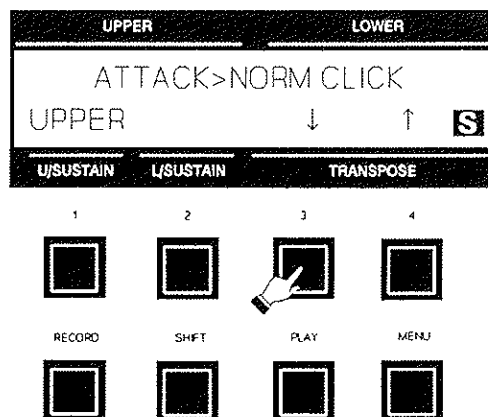 UPPER LOWER
ATTACK>NORM CLICK
UPPER ↓ ↑ S
U/SUSTAIN L/SUSTAIN TRANSPOSE
1 2 3 4
RECORD SHIFT PLAY MENU